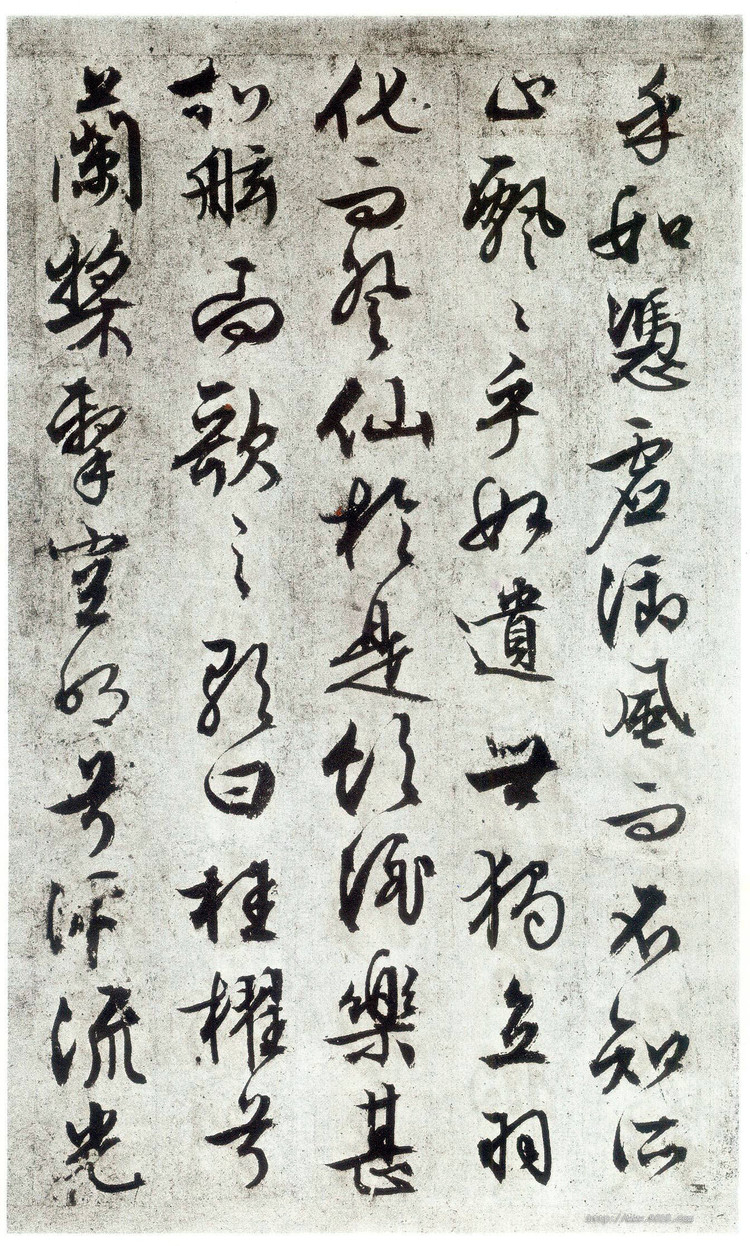 乎如憑虛御風而不知所
止飄〻乎如遺世獨立羽
化而登仙於是飲酒樂甚
扣舷而歌之歌曰桂櫂兮
蘭槳擊空明兮泝流光